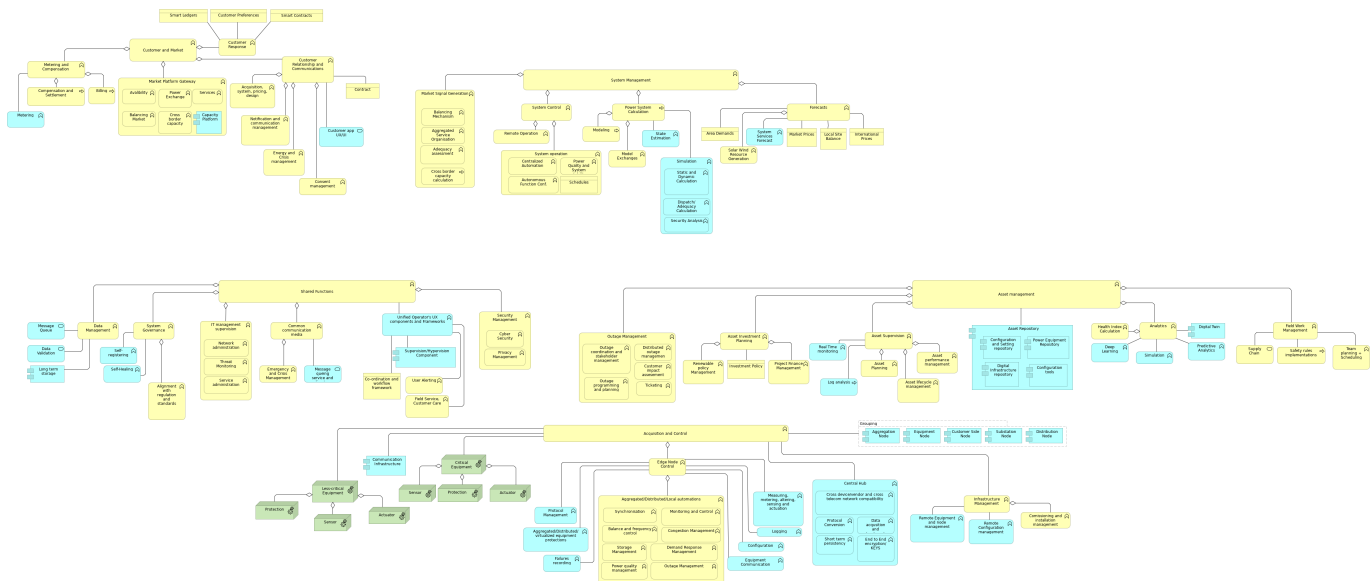 Smart Ledgers
Customer Preferences
Smart Contracts
Customer and Market
Customer
Response
Metering and
Compensation
Customer
Relationship and
Communications
Market Platform Gateway
Avalibility
Power
Exchange
Services
Balancing
Market
Cross
border
capacity
Capacity
Platform
Compensation and
Settlement
Billing
Metering
Acquisition,
system, pricing,
design
Contract
Notification and
communication
management
Customer app
UX/UI
Energy and
Crisis
management
Consent
management
System Management
Market Signal Generation
Balancing
Mechanism
Aggregated
Service
Organisation
Adequacy
assessment
Cross border
capacity
calculation
System Control
Power System
Calculation
Forecasts
Remote Operation
Modeling
State
Estimation
Model
Exchanges
System operation
Centralized
Automation
Power
Quality and
System
Autonomous,
Function Cont
Schedules
Simulation
Static and
Dynamic
Calculation
Dispatch/
Adequacy
Calculation
Security Analysis
Area Demands
System
Services
Forecast
Market Prices
Local Site
Balance
International
Prices
Solar Wind
Resource
Generation
Shared Functions
Message
Queue
Data
Management
Data
Validation
Long term
storage
System
Governance
Self-
registering
Self-Healing
Alignment
with
regulation
and
standards
IT management
supervision
Network
administration
Threat
Monitoring
Service
administration
Common
communication
media
Emergency
and Crisis
Management
Message
queing
service and
Unified Operator's UX
components and frameworks
Supervision/Hypervision
Component
Co-ordination and
workflow
framework
User Alerting
Field Service,
Customer Care
Security
Management
Cyber
Security
Privacy
Management
Asset management
Outage Management
Outage
coordination and
stakeholder
management
Distributed
outage
managemen
Customer
impact
assessment
Outage
programming
and planning
Ticketing
Asset Investment
Planning
Renewable
policy
Management
Investment Policy
Project Finance
Management
Asset Supervision
Real Time
monitoring
Log analysis
Asset
Planning
Asset
performance
management
Asset lifecycle
management
Asset Repository
Configuration
and Setting
repository
Power Equipment
Repository
Digital
Infrastructure
repository
Configuration
tools
Health Index
Calculation
Analytics
Digital Twin
Deep
Learning
Simulation
Predictive
Analytics
Field Work
Management
Supply
Chain
Safety rules
implementations
Team
planning +
Scheduling
Acquisition and Control
Grouping
Aggregation
Node
Equipment
Node
Customer Side
Node
Substation
Node
Distribution
Node
Communication
Infrastructure
Critical
Equipment
Sensor
Protection
Actuator
Less-critical
Equipment
Protection
Sensor
Actuator
Edge Node
Control
Protocol
Management
Aggregated/Distributed/
virtualized equipment
protections
Failures
recording
Aggregated/Distributed/Local automations
Synchronisation
Monitoring and Control
Balance and frequency
control
Congestion Management
Storage
Management
Demand Response
Management
Power quality
management
Outage Management
Measuring,
metering, altering,
sensing and
actuation
Logging
Configuration
Equipment
Communication
Central Hub
Cross devicevendor and cross
telecom network compatibility
Protocol
Conversion
Data
acquisition
and
Short term
persistency
End to End
encryption/
KEYS
Infrastructure
Management
Remote Equipment
and Node
management
Remote
Configuration
management
Comissioning and
installation
management